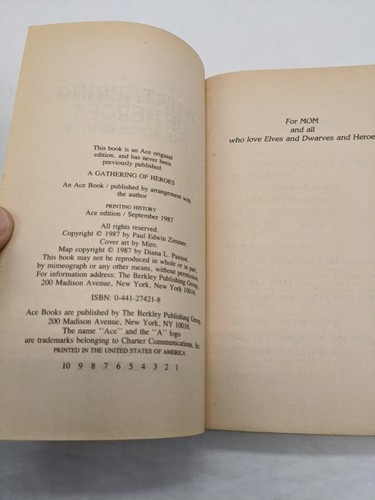 This book is an Ace original
edition, and has never been
previously published.
A GATHERING OF HEROES
An Ace Book / published by arrangement with
the author
PRINTING HISTORY
Ace edition / September 1987
All rights reserved.
Copyright © 1987 by Paul Edwin Zimmer.
Cover art by Miro.
Map copyright © 1987 by Diana L. Paxson.
This book may not be reproduced in whole or in part,
by mimeograph or any other means, without permission.
For information address: The Berkley Publishing Group,
200 Madison Avenue, New York, New York 10016.
ISBN: 0-441-27421-8
Ace Books are published by The Berkley Publishing Group,
200 Madison Avenue, New York, NY 10016.
The name "Ace" and the "A" logo
are trademarks belonging to Charter Communications, Inc.
PRINTED IN THE UNITED STATES OF AMERICA
10 9 8 7 6 5 4 3 2 1
For MOM
and all
who love Elves and Dwarves and Heroe